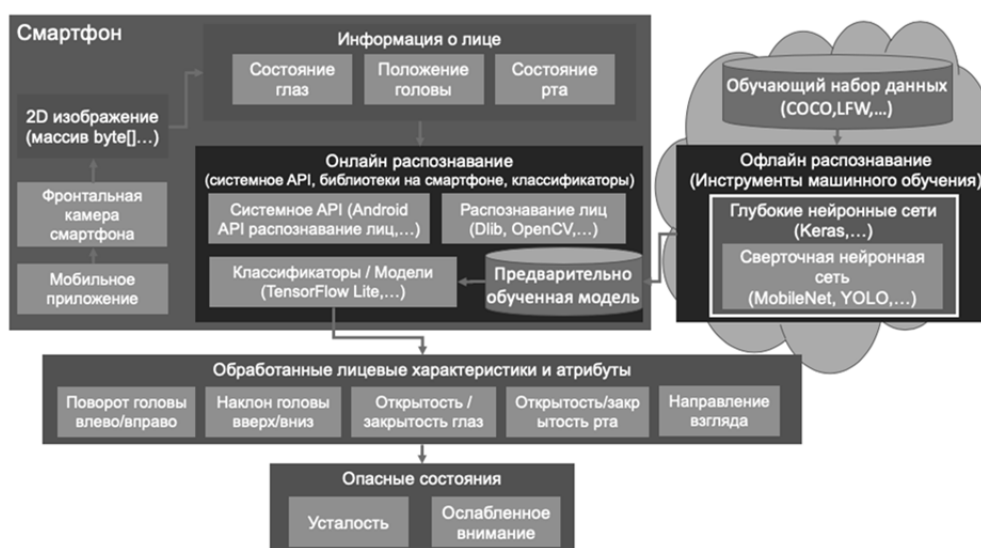 Смартфон
Информация о лице
Состояние
глаз
Положение
головы
Состояние
рта
2D изображение
(массив byte[]...)
Фронтальная
камера
смартфона
Мобильное
приложение
Онлайн распознавание
(системное API, библиотеки на смартфоне, классификаторы)
Системное API (Android
API распознавание лиц,...)
Распознавание лиц
(Dlib, OpenCV,...)
Классификаторы / Модели
(TensorFlow Lite,...)
Предварительно
обученная модель
Обучающий набор данных
(COCO,LFW,...)
Офлайн распознавание
(Инструменты машинного обучения)
Глубокие нейронные сети
(Keras,...)
Сверточная нейронная
сеть
(MobileNet, YOLO,...)
Обработанные лицевые характеристики и атрибуты
Поворот головы
влево/вправо
Наклон головы
вверх/вниз
Открытость /
закрытость глаз
Открытость/закр
ытость рта
Направление
взгляда
Опасные состояния
Усталость
Ослабленное
внимание